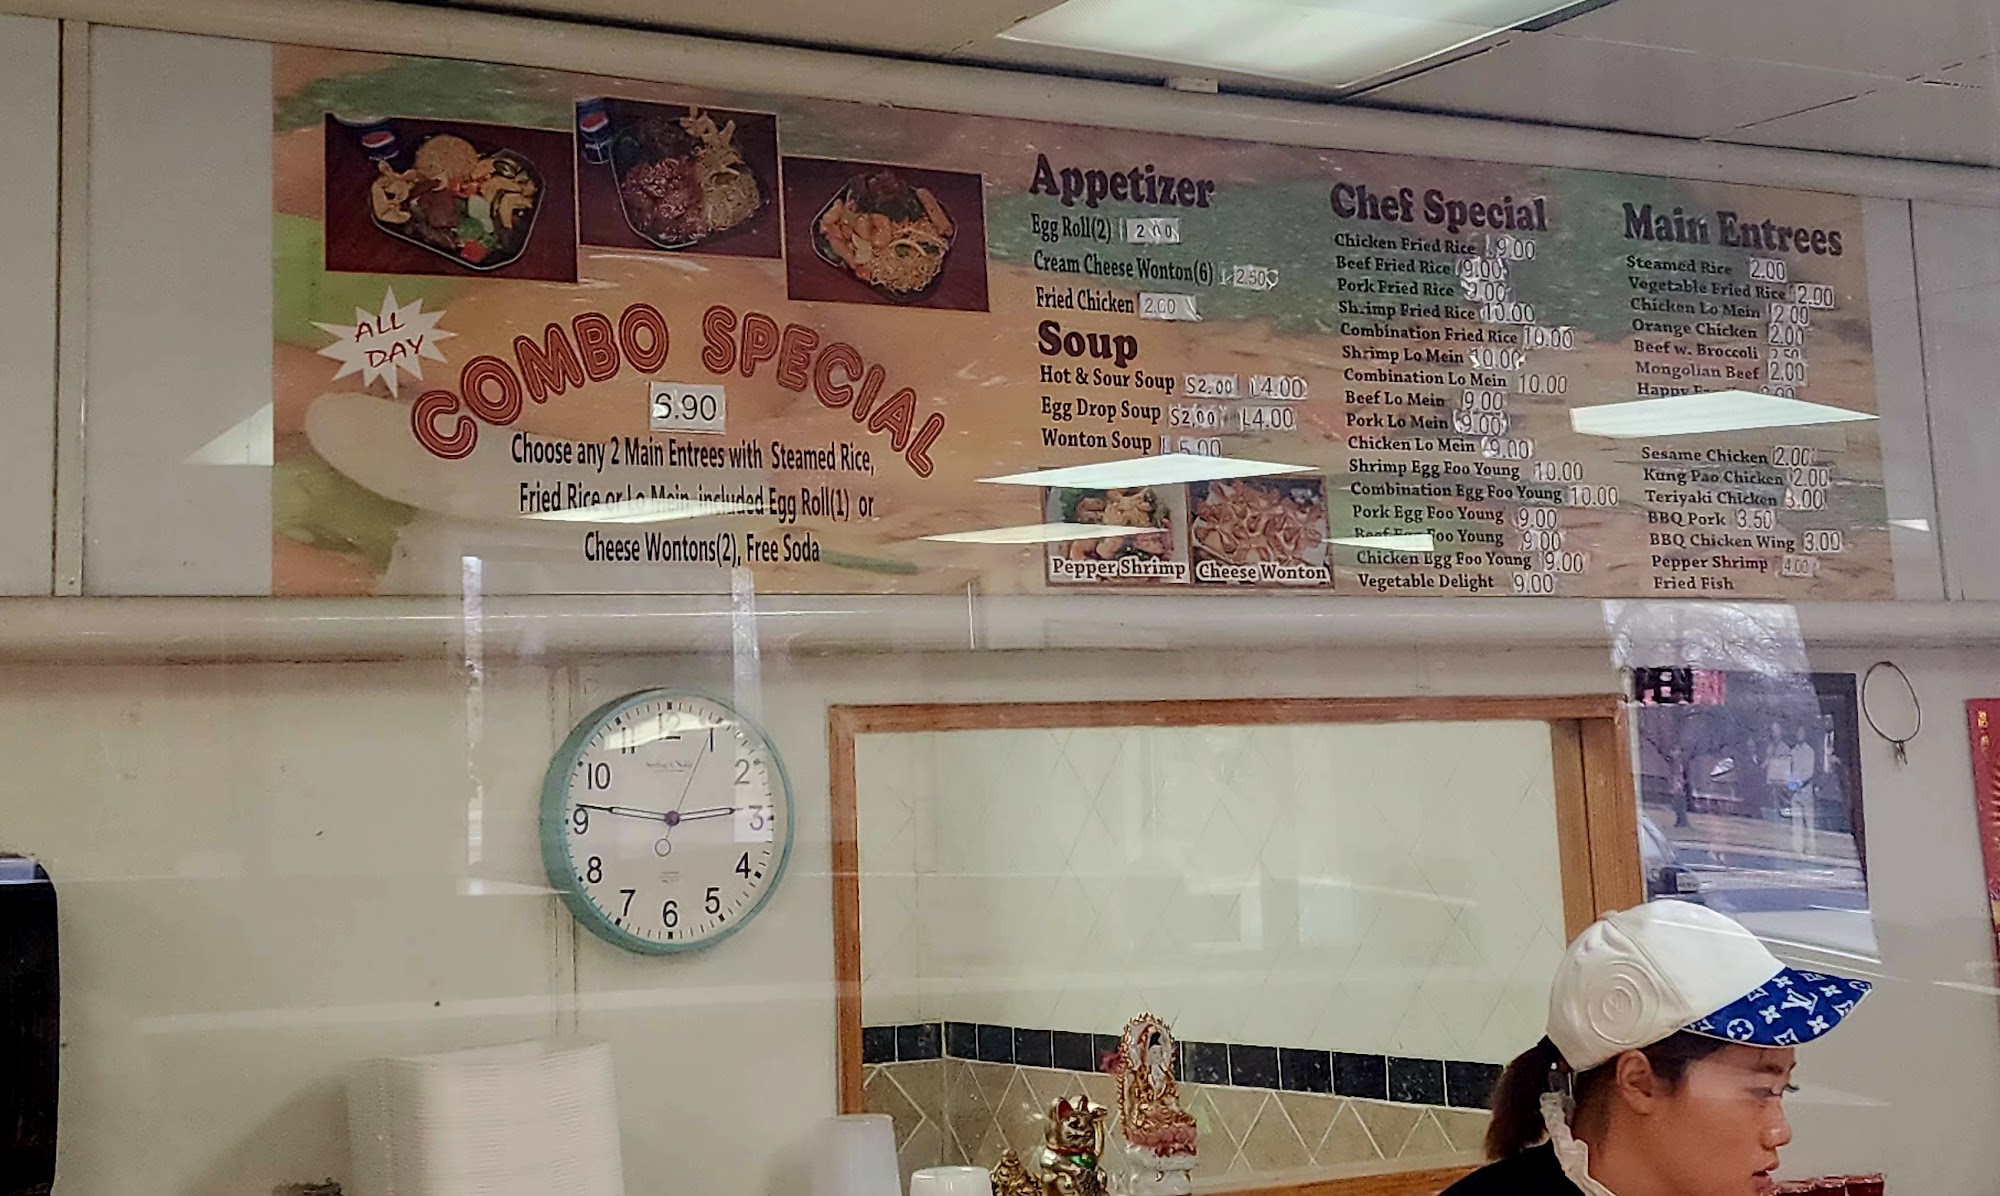 ALL
DAY
COMBO SPECIAL
6.90
Choose any 2 Main Entrees with Steamed Rice,
Fried Rice or Lo Mein, included Egg Roll(1) or
Cheese Wontons(2), Free Soda
Appetizer
Egg Roll(2) 2.00
Cream Cheese Wonton(6) 2.50
Fried Chicken 2.00
Soup
Hot & Sour Soup S2.00 L4.00
Egg Drop Soup S2.00 L4.00
Wonton Soup L 5.00
Pepper Shrimp
Cheese Wonton
Chef Special
Chicken Fried Rice 9.00
Beef Fried Rice 9.00
Pork Fried Rice 9.00
Shrimp Fried Rice 10.00
Combination Fried Rice 10.00
Shrimp Lo Mein 10.00
Combination Lo Mein 10.00
Beef Lo Mein 9.00
Pork Lo Mein 9.00
Chicken Lo Mein 9.00
Shrimp Egg Foo Young 10.00
Combination Egg Foo Young 10.00
Pork Egg Foo Young 9.00
Beef Egg Foo Young 9.00
Chicken Egg Foo Young 9.00
Vegetable Delight 9.00
Main Entrees
Steamed Rice 2.00
Vegetable Fried Rice 2.00
Chicken Lo Mein 2.00
Orange Chicken 2.00
Beef w. Broccoli 2.50
Mongolian Beef 2.00
Happy
Sesame Chicken 2.00
Kung Pao Chicken 2.00
Teriyaki Chicken 3.00
BBQ Pork 3.50
BBQ Chicken Wing 3.00
Pepper Shrimp 4.00
Fried Fish
12
11 1
10 2
9 3
8 4
7 5
6
LV